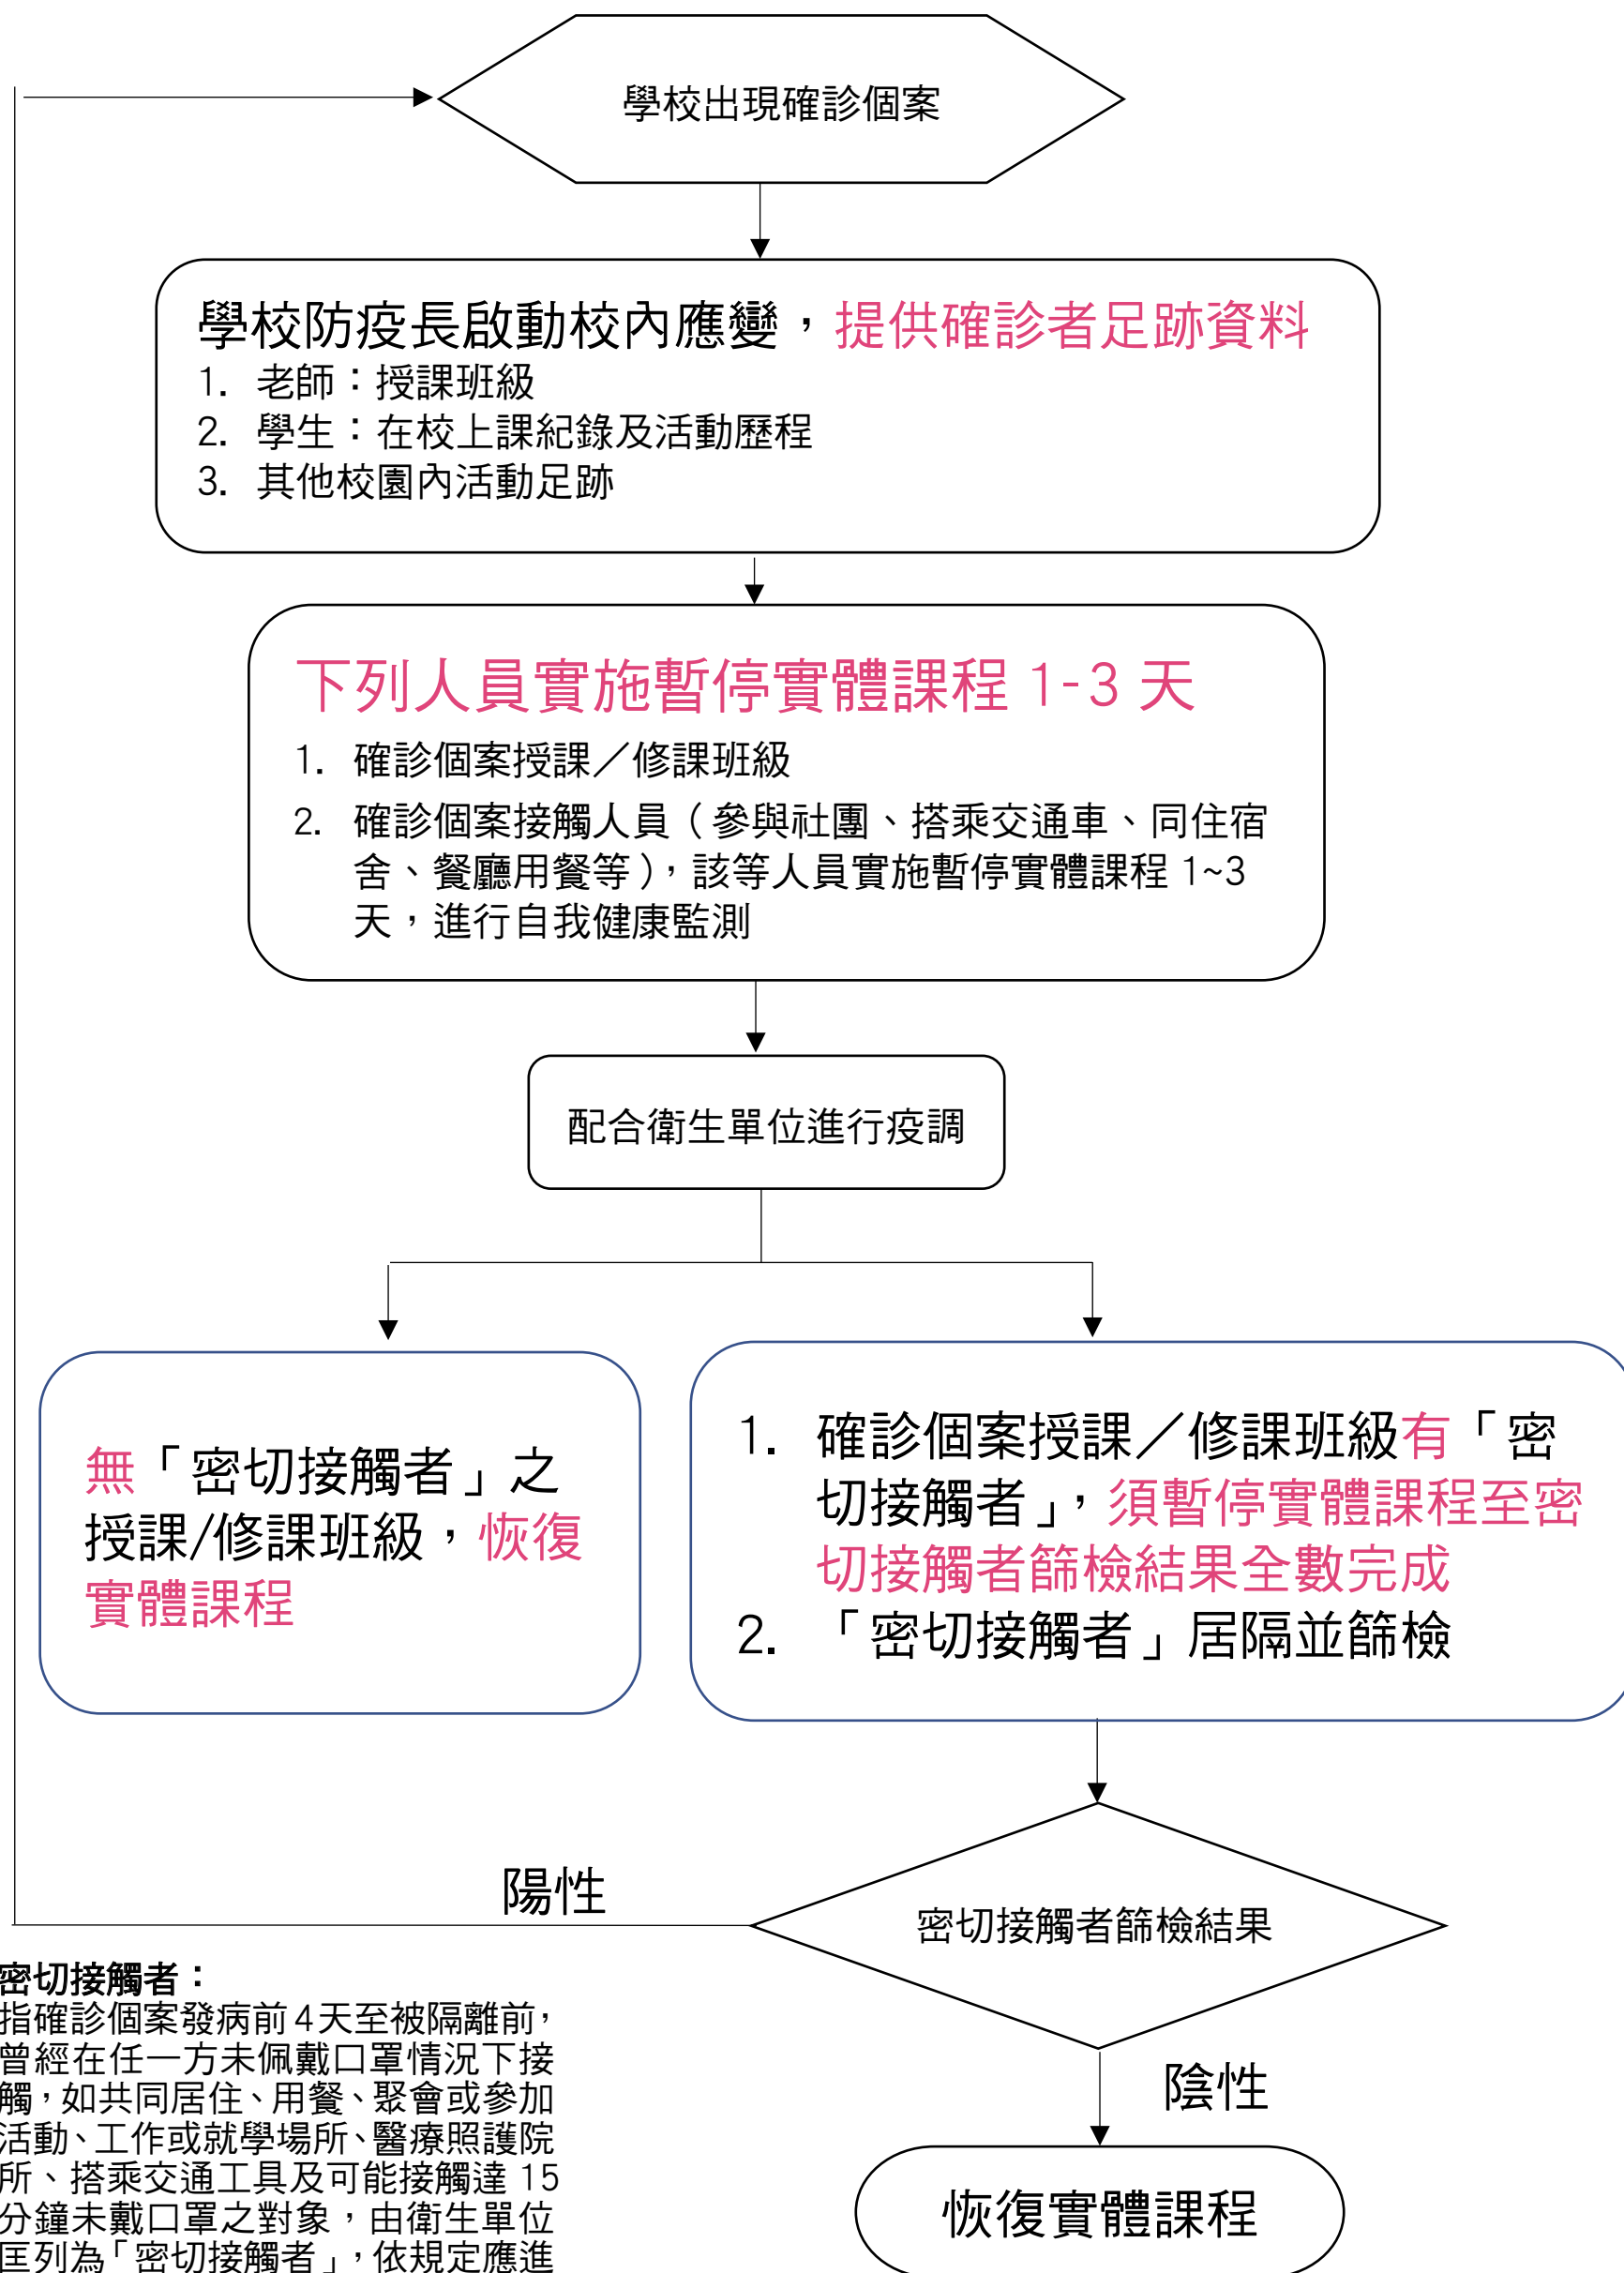 學校出現確診個案
學校防疫長啟動校內應變，提供確診者足跡資料
1. 老師：授課班級
2. 學生：在校上課紀錄及活動歷程
3. 其他校園內活動足跡
下列人員實施暫停實體課程 1-3 天
1. 確診個案授課／修課班級
2. 確診個案接觸人員（參與社團、搭乘交通車、同住宿
舍、餐廳用餐等），該等人員實施暫停實體課程 1~3
天，進行自我健康監測
配合衛生單位進行疫調
無「密切接觸者」之
授課/修課班級，恢復
實體課程
1. 確診個案授課／修課班級有「密
切接觸者」，須暫停實體課程至密
切接觸者篩檢結果全數完成
2. 「密切接觸者」居隔並篩檢
陽性
密切接觸者篩檢結果
密切接觸者：
指確診個案發病前 4 天至被隔離前，
曾經在任一方未佩戴口罩情況下接
觸，如共同居住、用餐、聚會或參加
活動、工作或就學場所、醫療照護院
所、搭乘交通工具及可能接觸達 15
分鐘未戴口罩之對象，由衛生單位
匡列為「密切接觸者」，依規定應進
陰性
恢復實體課程